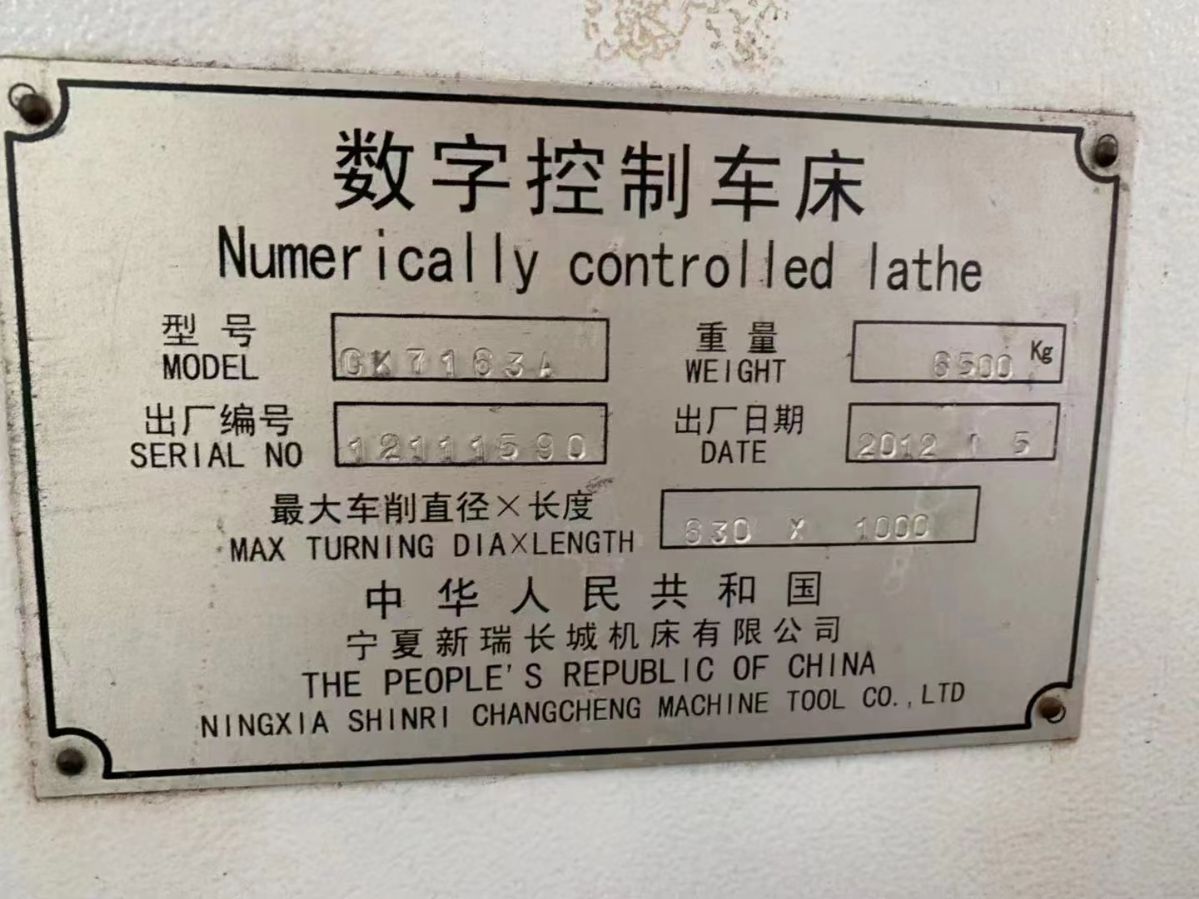 数字控制车床
Numerically controlled lathe
型号 重量
MODEL CK7163A WEIGHT 6500 Kg
出厂编号 出厂日期
SERIAL NO 12111590 DATE 2012 1 5
最大车削直径×长度
MAX TURNING DIA×LENGTH 630 X 1000
中华人民共和国
宁夏新瑞长城机床有限公司
THE PEOPLE'S REPUBLIC OF CHINA
NINGXIA SHINRI CHANGCHENG MACHINE TOOL CO.,LTD